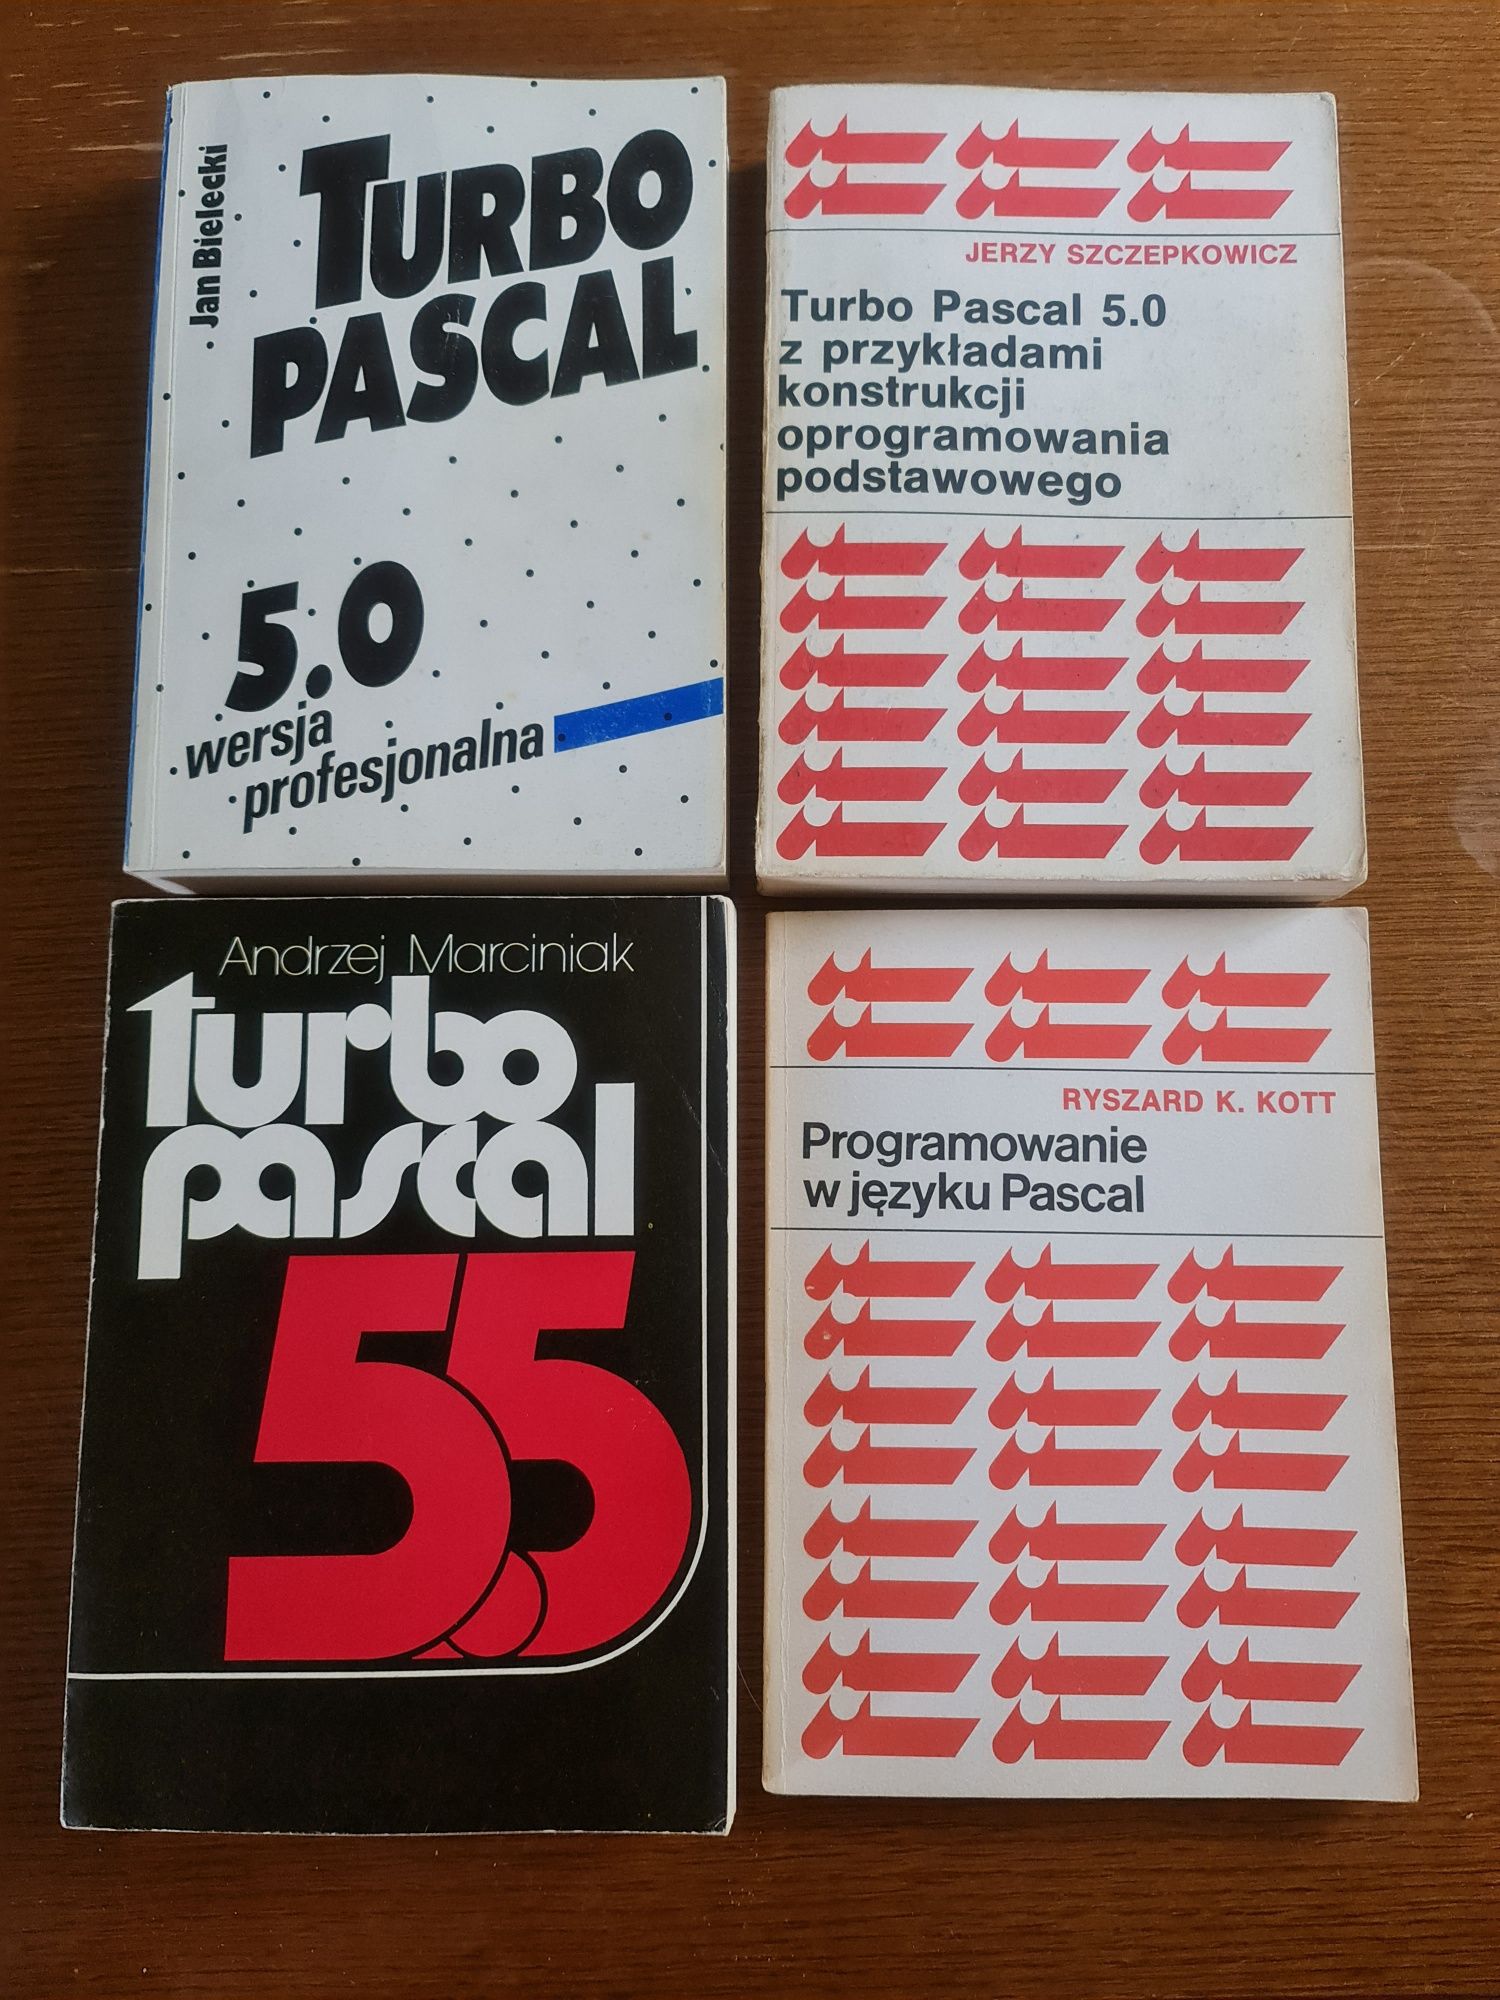 Jan Bielecki
TURBO
PASCAL
5.0
wersja
profesjonalna
JERZY SZCZEPKOWICZ
Turbo Pascal 5.0
z przykładami
konstrukcji
oprogramowania
podstawowego
Andrzej Marciniak
turbo
pascal
5.5
RYSZARD K. KOTT
Programowanie
w języku Pascal